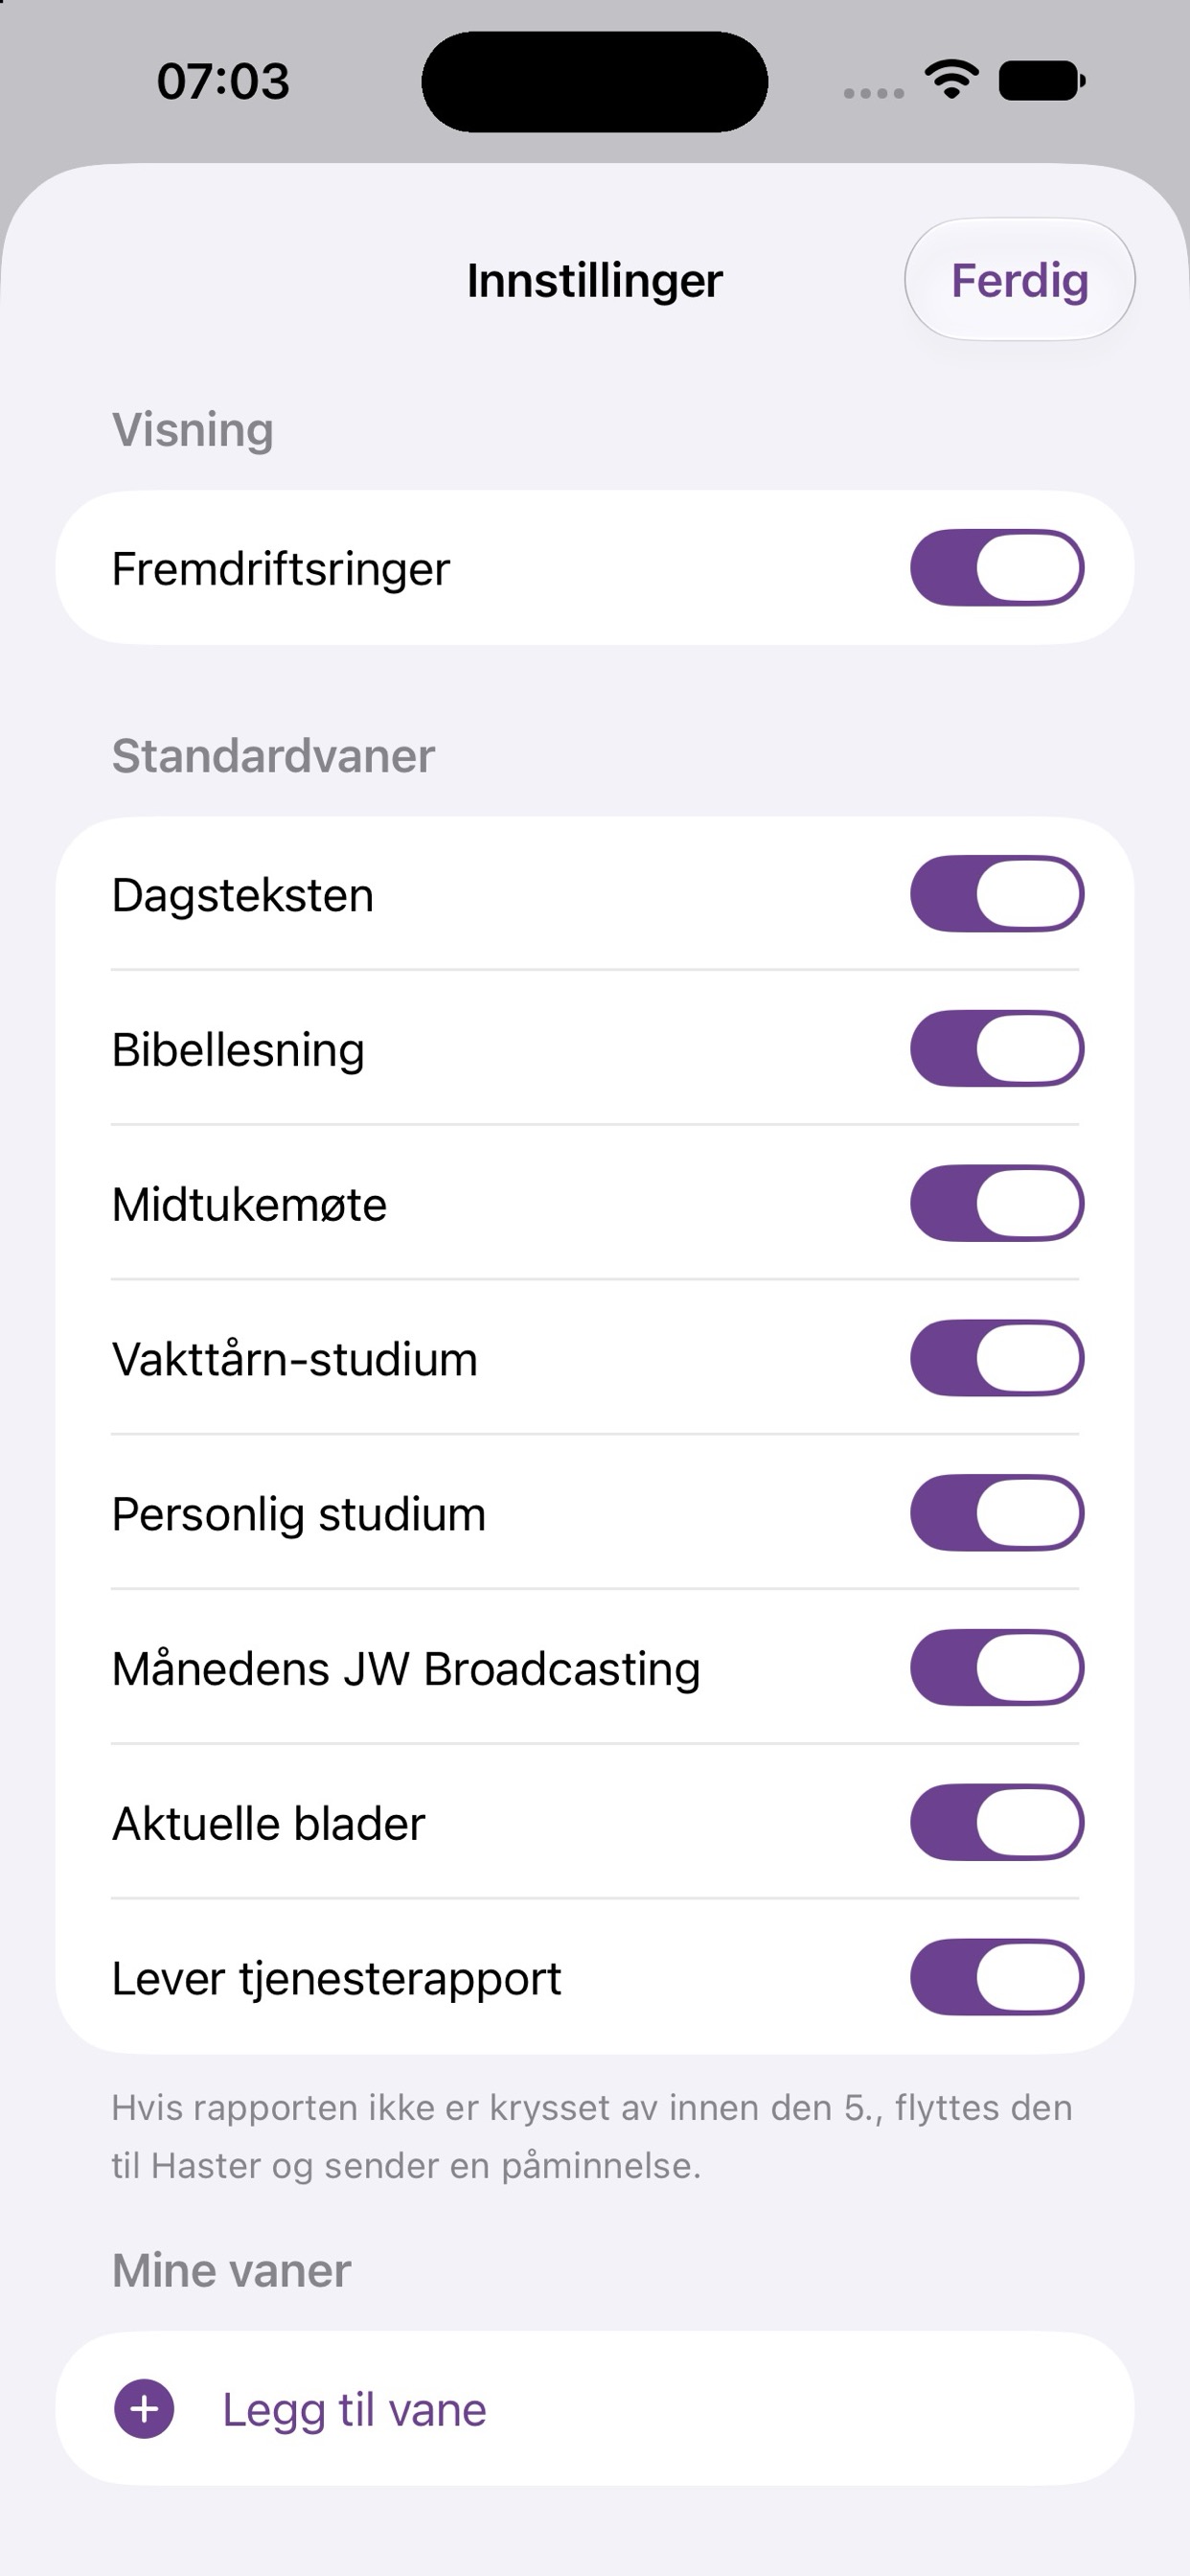 07:03
Innstillinger
Ferdig
Visning
Fremdriftsringer
Standardvaner
Dagsteksten
Bibellesning
Midtukemøte
Vakttårn-studium
Personlig studium
Månedens JW Broadcasting
Aktuelle blader
Lever tjenesterapport
Hvis rapporten ikke er krysset av innen den 5., flyttes den
til Haster og sender en påminnelse.
Mine vaner
Legg til vane